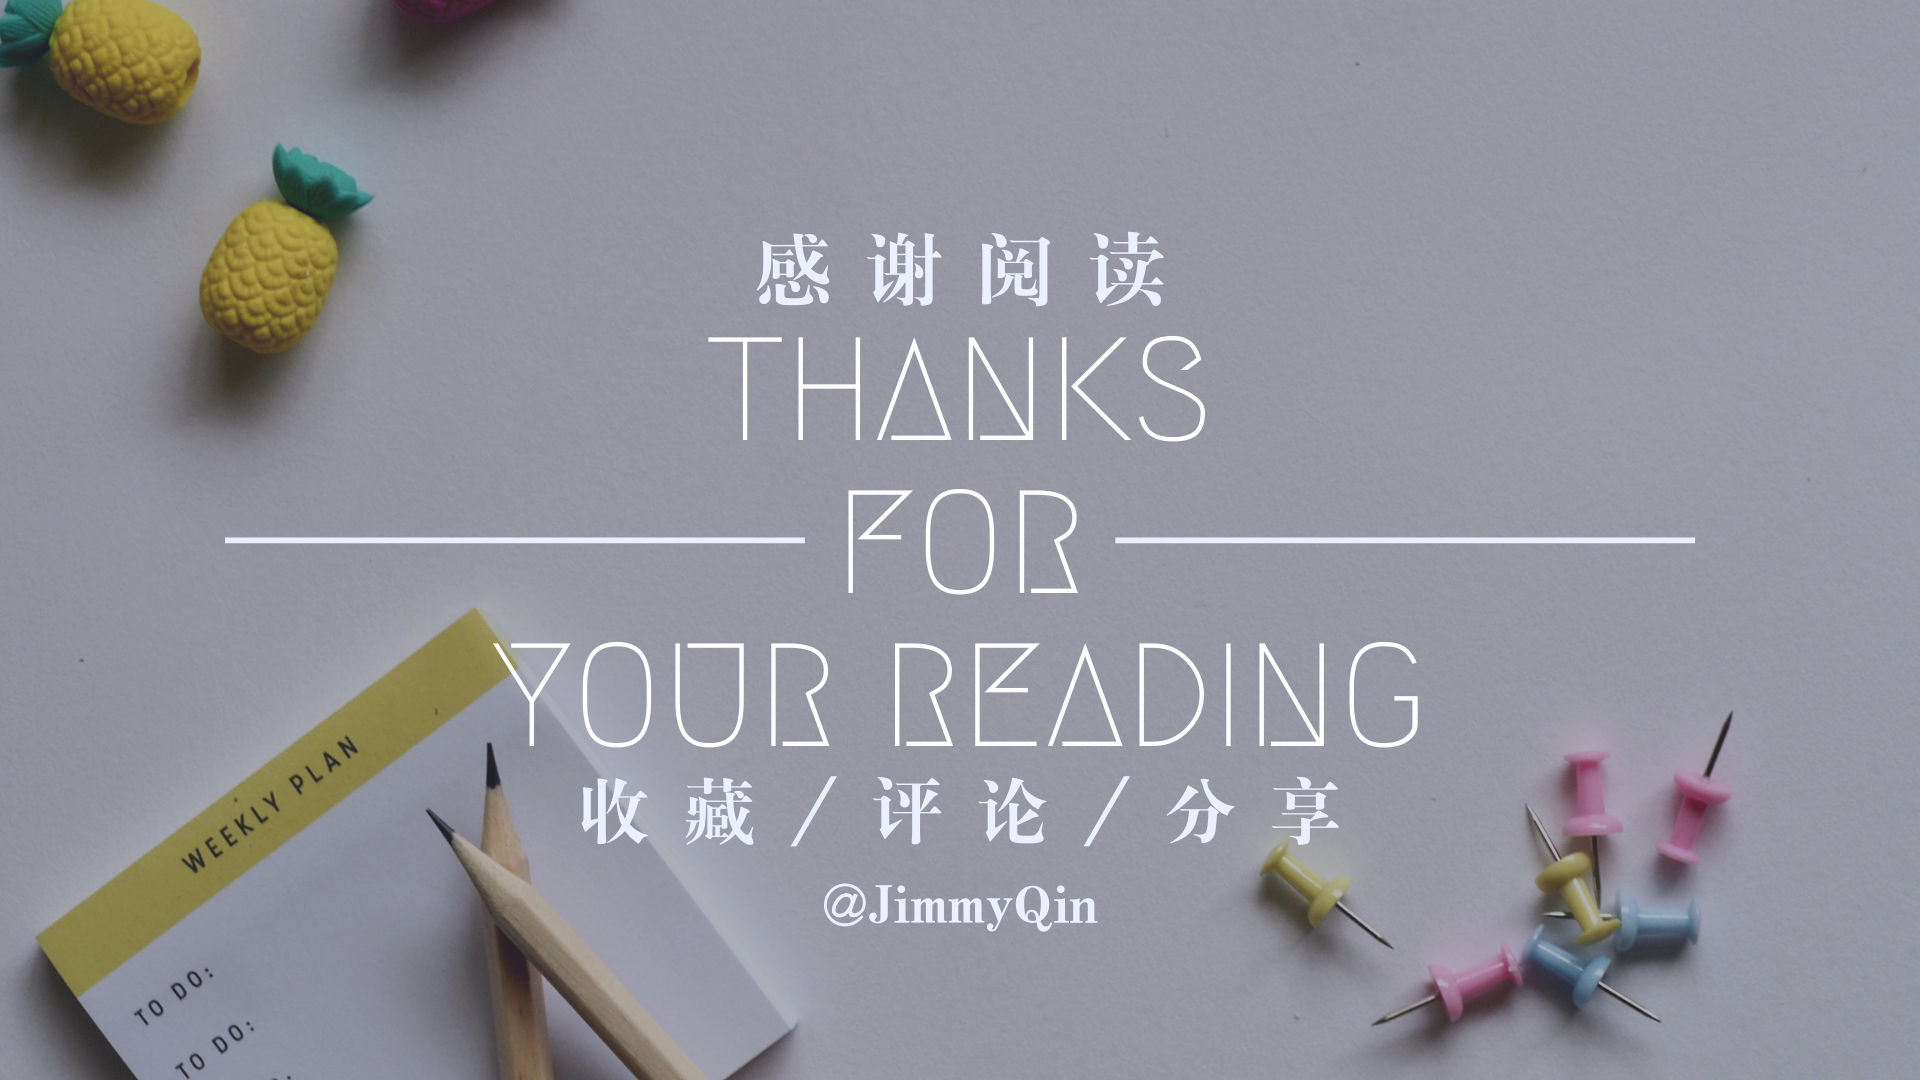 感谢阅读
THANKS
FOR
YOUR READING
收藏/评论/分享
@JimmyQin
WEEKLY PLAN
TO DO:
TO DO: